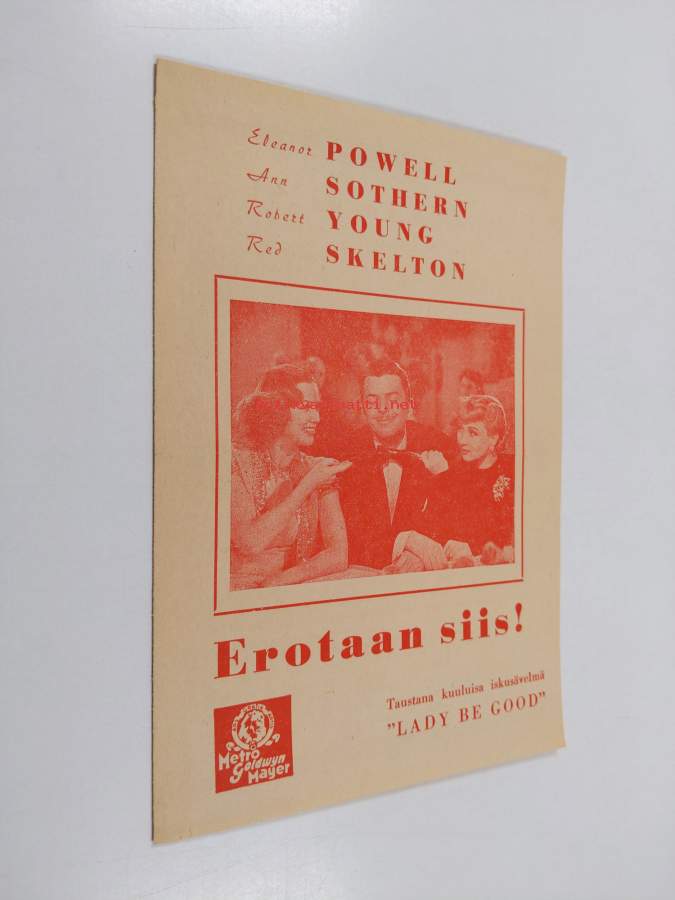 Eleanor POWELL
Ann SOTHERN
Robert YOUNG
Red SKELTON
Erotaan siis!
Taustana kuuluisa iskusävelmä
"LADY BE GOOD"
Metro
Goldwyn
Mayer